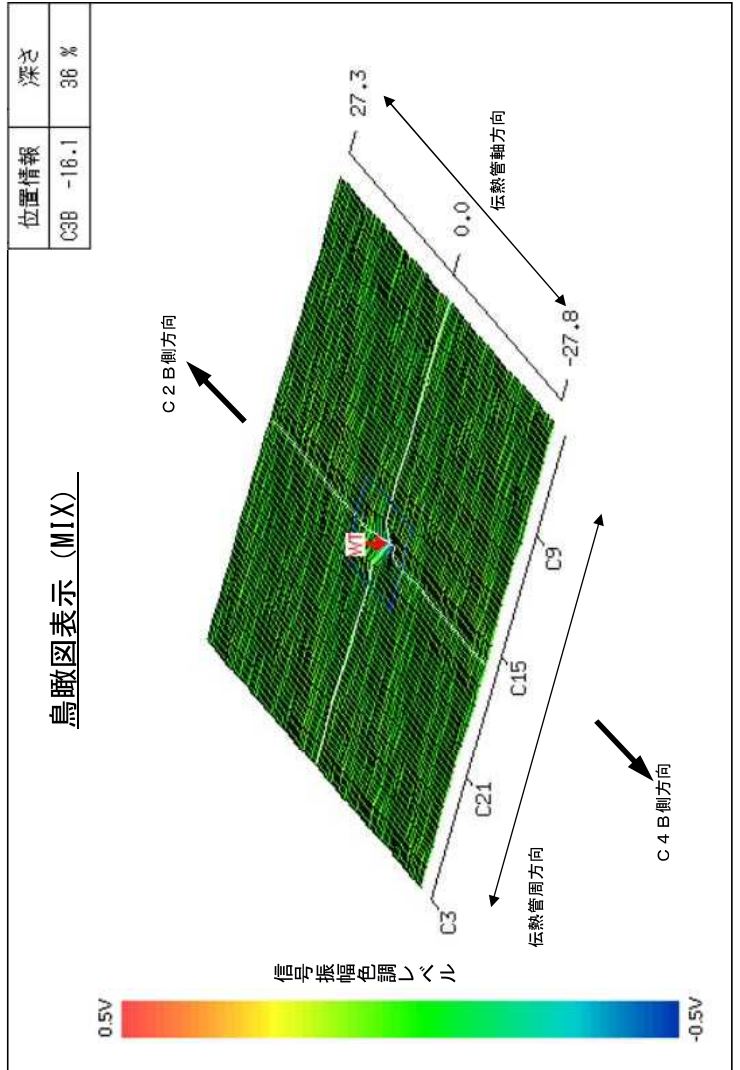 鳥瞰図表示 (MIX)
位置情報 深さ
C3B -16.1 36 %
C2B側方向
27.3
0.0
-27.8
伝熱管軸方向
WT
C3
C21
C15
C9
伝熱管周方向
C4B側方向
信号振幅色調レベル
0.5V
-0.5V